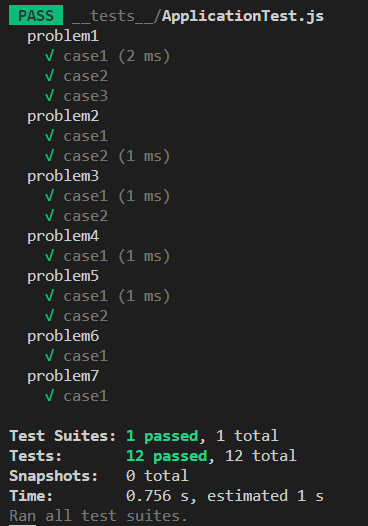 PASS __tests__/ApplicationTest.js
problem1
√ case1 (2 ms)
√ case2
√ case3
problem2
√ case1
√ case2 (1 ms)
problem3
√ case1 (1 ms)
√ case2
problem4
√ case1 (1 ms)
problem5
√ case1 (1 ms)
√ case2
problem6
√ case1
problem7
√ case1
Test Suites: 1 passed, 1 total
Tests: 12 passed, 12 total
Snapshots: 0 total
Time: 0.756 s, estimated 1 s
Ran all test suites.